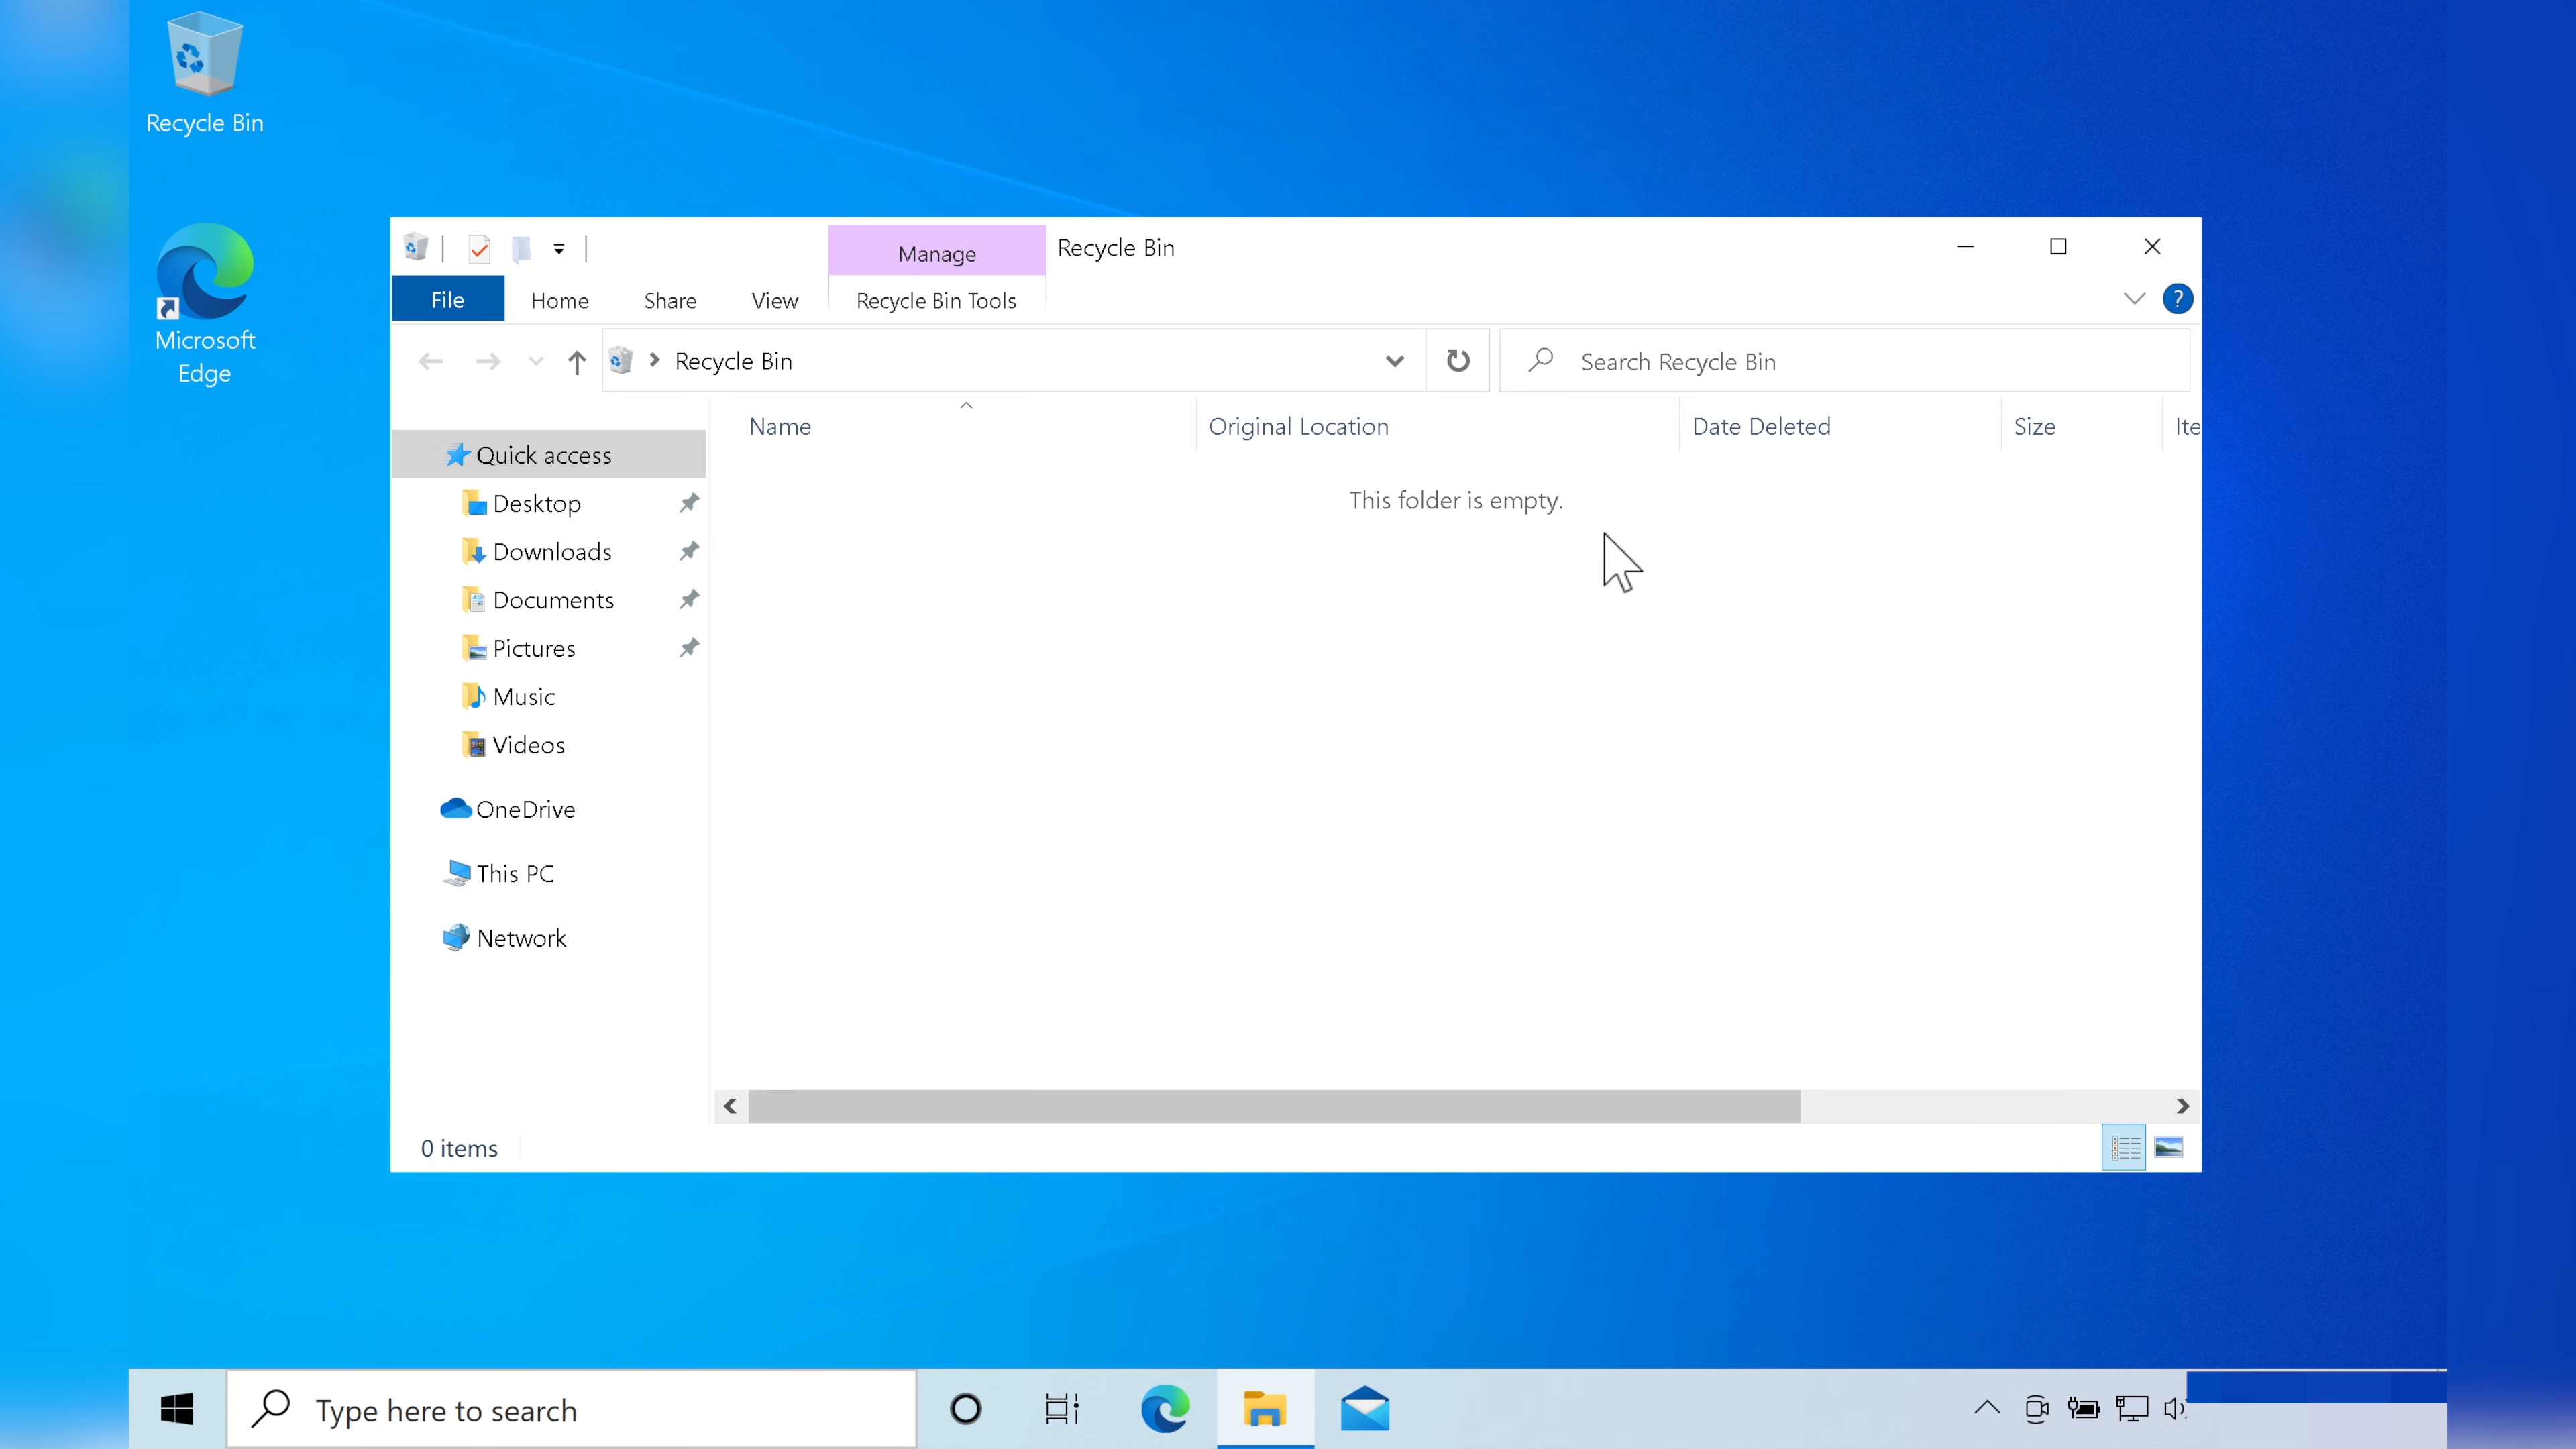 Recycle Bin
Microsoft
Edge
Manage
Recycle Bin
File
Home
Share
View
Recycle Bin Tools
?
Recycle Bin
Search Recycle Bin
Name
Original Location
Date Deleted
Size
Ite
This folder is empty.
Quick access
Desktop
Downloads
Documents
Pictures
Music
Videos
OneDrive
This PC
Network
0 items
Type here to search